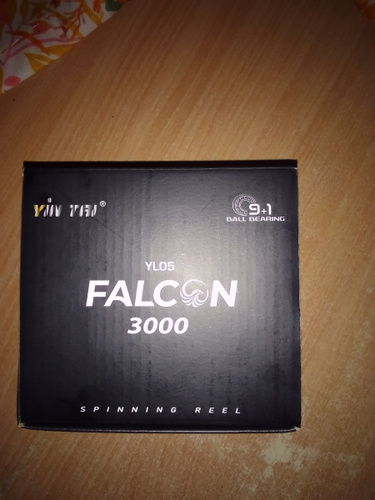 YIN TAI®
9+1
BALL BEARING
YL05
FALCON
3000
SPINNING REEL